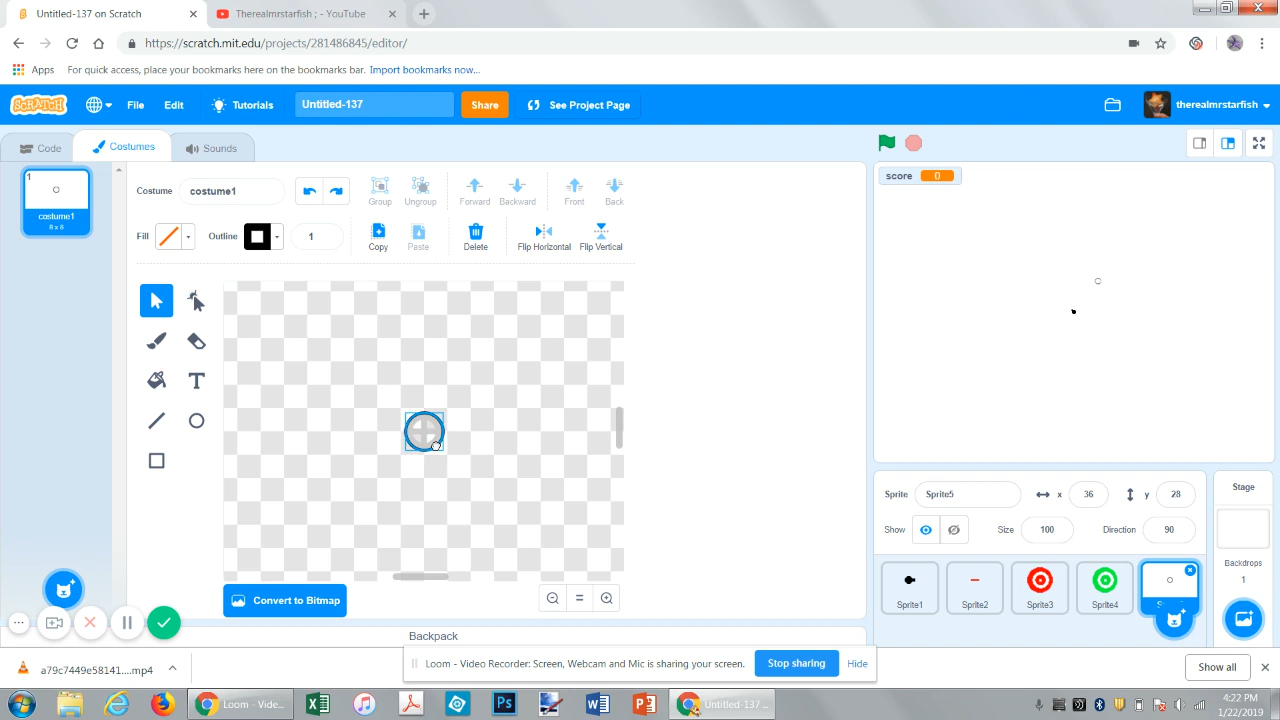 Untitled-137 on Scratch
Therealmrstarfish ; - YouTube
https://scratch.mit.edu/projects/281486845/editor/
Apps
For quick access, place your bookmarks here on the bookmarks bar. Import bookmarks now...
SCRATCH
File
Edit
Tutorials
Untitled-137
Share
See Project Page
therealmrstarfish
Code
Costumes
Sounds
1
costume1
8 x 8
Costume
costume1
Group
Ungroup
Forward
Backward
Front
Back
Fill
Outline
1
Copy
Paste
Delete
Flip Horizontal
Flip Vertical
score 0
Convert to Bitmap
Sprite
Sprite5
x
36
y
28
Show
Size
100
Direction
90
Stage
Backdrops
1
Sprite1
Sprite2
Sprite3
Sprite4
Backpack
Loom - Video Recorder: Screen, Webcam and Mic is sharing your screen.
Stop sharing
Hide
a79c7449e58141....mp4
Show all
Loom - Vide...
Untitled-137 ...
4:22 PM
1/22/2019